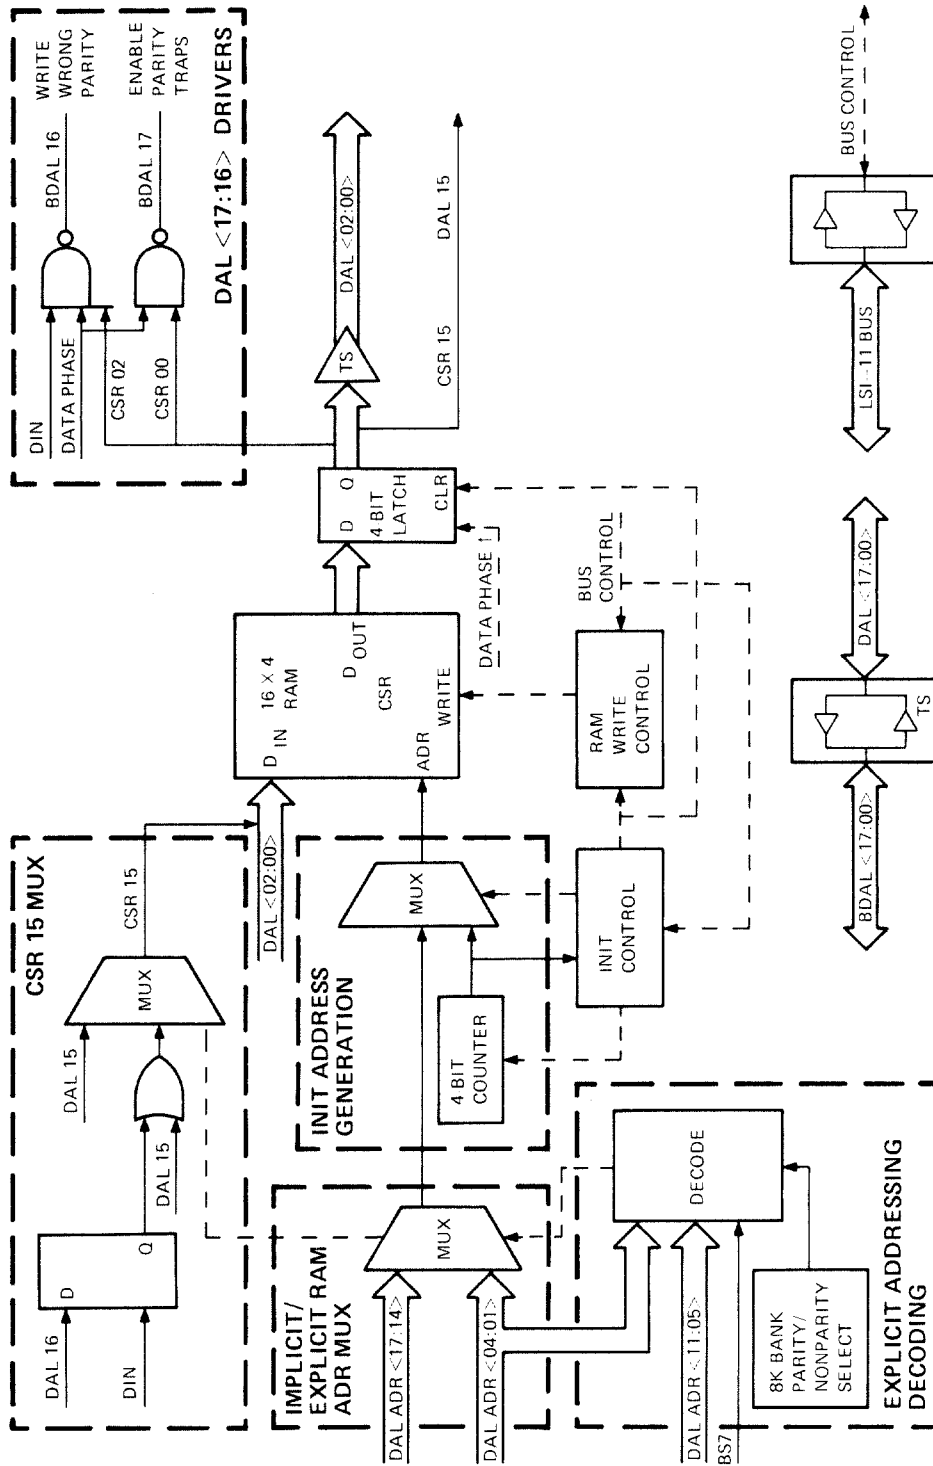 CSR 15 MUX
DAL 16
DIN
D
Q
DAL 15
DAL 15
MUX
CSR 15
DAL <02:00>
WRITE
WRONG
PARITY
ENABLE
PARITY
TRAPS
BDAL 16
BDAL 17
DIN
DATA PHASE
CSR 02
CSR 00
DAL <17:16> DRIVERS
IMPLICIT/
EXPLICIT RAM
ADR MUX
DAL ADR <17:14>
DAL ADR <04:01>
MUX
INIT ADDRESS
GENERATION
4 BIT
COUNTER
MUX
D IN
16 X 4
RAM
D OUT
CSR
ADR
WRITE
D
Q
4 BIT
LATCH
CLR
TS
DAL <02:00>
CSR 15
DAL 15
DATA PHASE 1
BUS
CONTROL
RAM
WRITE
CONTROL
INIT
CONTROL
DECODE
DAL ADR <11:05>
BS7
8K BANK
PARITY/
NONPARITY
SELECT
EXPLICIT ADDRESSING
DECODING
BDAL <17:00>
TS
DAL <17:00>
LSI-11 BUS
BUS CONTROL